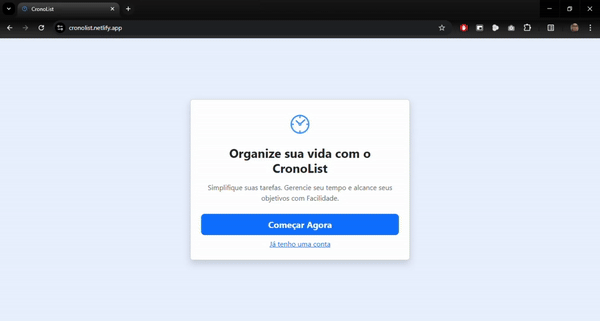 CronoList
cronolist.netlify.app
Organize sua vida com o
CronoList
Simplifique suas tarefas. Gerencie seu tempo e alcance seus
objetivos com Facilidade.
Começar Agora
Já tenho uma conta